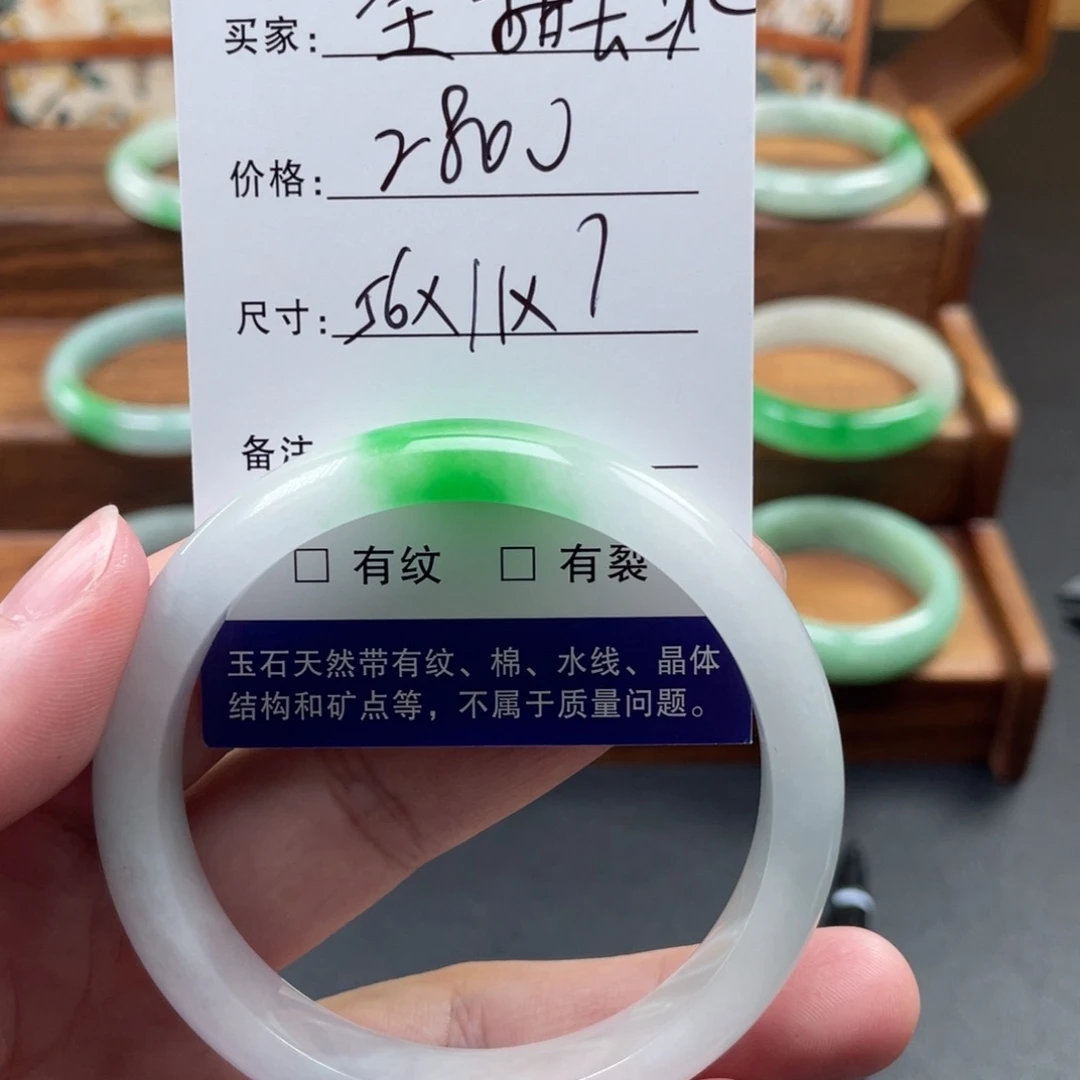 买家:
价格: 2800
尺寸: 56X11X7
备注
□ 有纹 □ 有裂
玉石天然带有纹、棉、水线、晶体
结构和矿点等，不属于质量问题。